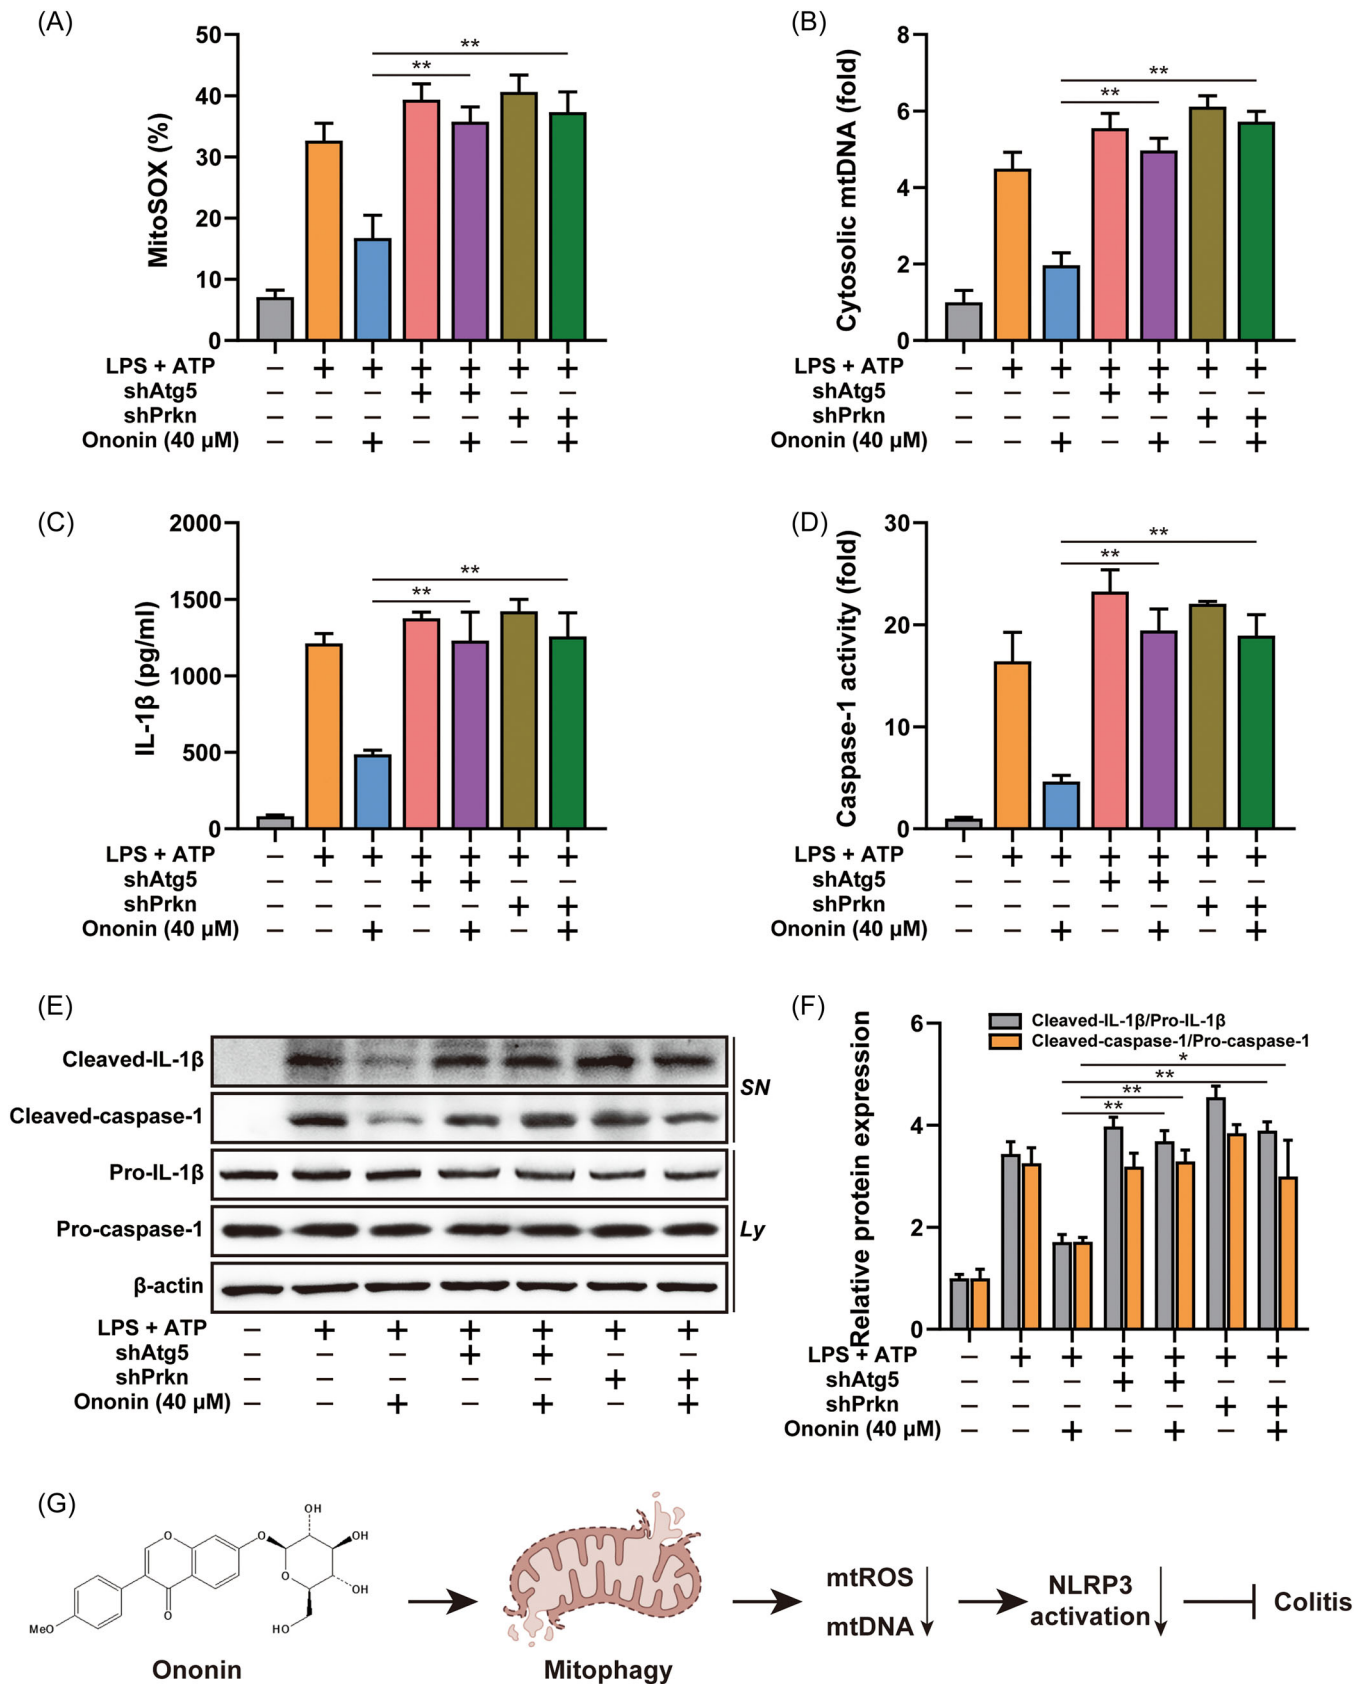 (A)
MitoSOX (%)
50
40
30
20
10
0
** 
**
LPS + ATP − + + + + + +
shAtg5 − − − + + − −
shPrkn − − − − − + +
Ononin (40 μM) − − + − + − +
(B)
Cytosolic mtDNA (fold)
8
6
4
2
0
**
**
LPS + ATP − + + + + + +
shAtg5 − − − + + − −
shPrkn − − − − − + +
Ononin (40 μM) − − + − + − +
(C)
IL-1β (pg/ml)
2000
1500
1000
500
0
**
**
LPS + ATP − + + + + + +
shAtg5 − − − + + − −
shPrkn − − − − − + +
Ononin (40 μM) − − + − + − +
(D)
Caspase-1 activity (fold)
30
20
10
0
**
**
LPS + ATP − + + + + + +
shAtg5 − − − + + − −
shPrkn − − − − − + +
Ononin (40 μM) − − + − + − +
(E)
Cleaved-IL-1β
Cleaved-caspase-1
SN
Pro-IL-1β
Pro-caspase-1
β-actin
Ly
LPS + ATP − + + + + + +
shAtg5 − − − + + − −
shPrkn − − − − − + +
Ononin (40 μM) − − + − + − +
(F)
Relative protein expression
6
4
2
0
Cleaved-IL-1β/Pro-IL-1β
Cleaved-caspase-1/Pro-caspase-1
*
**
**
**
LPS + ATP − + + + + + +
shAtg5 − − − + + − −
shPrkn − − − − − + +
Ononin (40 μM) − − + − + − +
(G)
OH
O
O
OH
O
O
OH
MeO
HO
Ononin
Mitophagy
mtROS
mtDNA
NLRP3
activation
Colitis